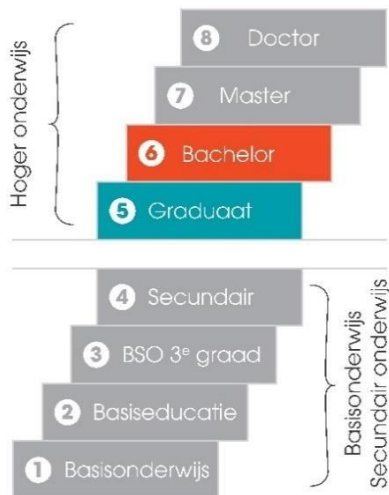 Hoger onderwijs
8 Doctor
7 Master
6 Bachelor
5 Graduaat
4 Secundair
3 BSO 3ᵉ graad
2 Basiseducatie
1 Basisonderwijs
Basisonderwijs
Secundair onderwijs